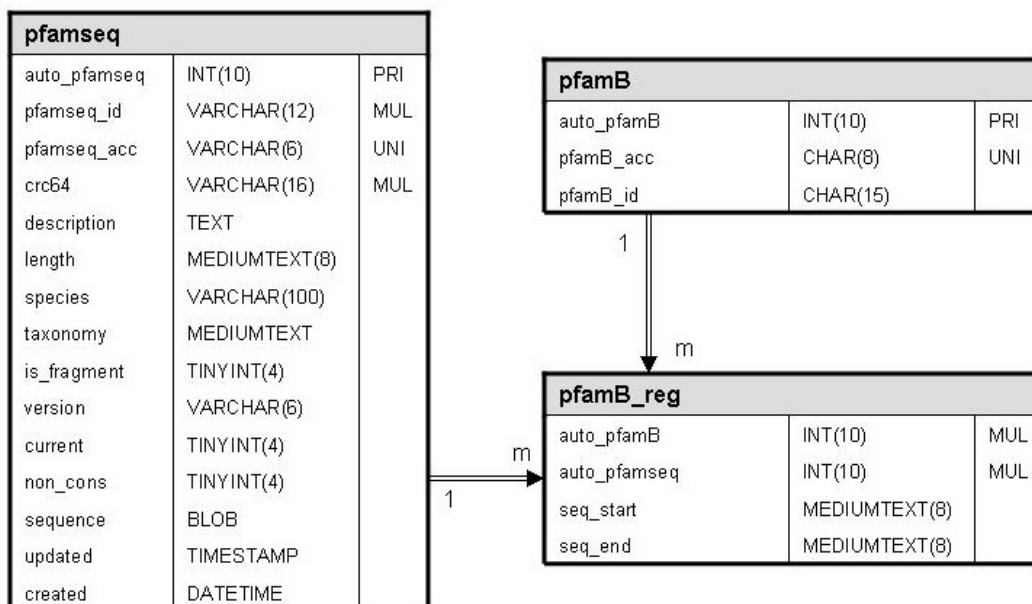 pfamseq
auto_pfamseq INT(10) PRI
pfamseq_id VARCHAR(12) MUL
pfamseq_acc VARCHAR(6) UNI
crc64 VARCHAR(16) MUL
description TEXT
length MEDIUMTEXT(8)
species VARCHAR(100)
taxonomy MEDIUMTEXT
is_fragment TINYINT(4)
version VARCHAR(6)
current TINYINT(4)
non_cons TINYINT(4)
sequence BLOB
updated TIMESTAMP
created DATETIME
1
m
pfamB
auto_pfamB INT(10) PRI
pfamB_acc CHAR(8) UNI
pfamB_id CHAR(15)
1
m
pfamB_reg
auto_pfamB INT(10) MUL
auto_pfamseq INT(10) MUL
seq_start MEDIUMTEXT(8)
seq_end MEDIUMTEXT(8)